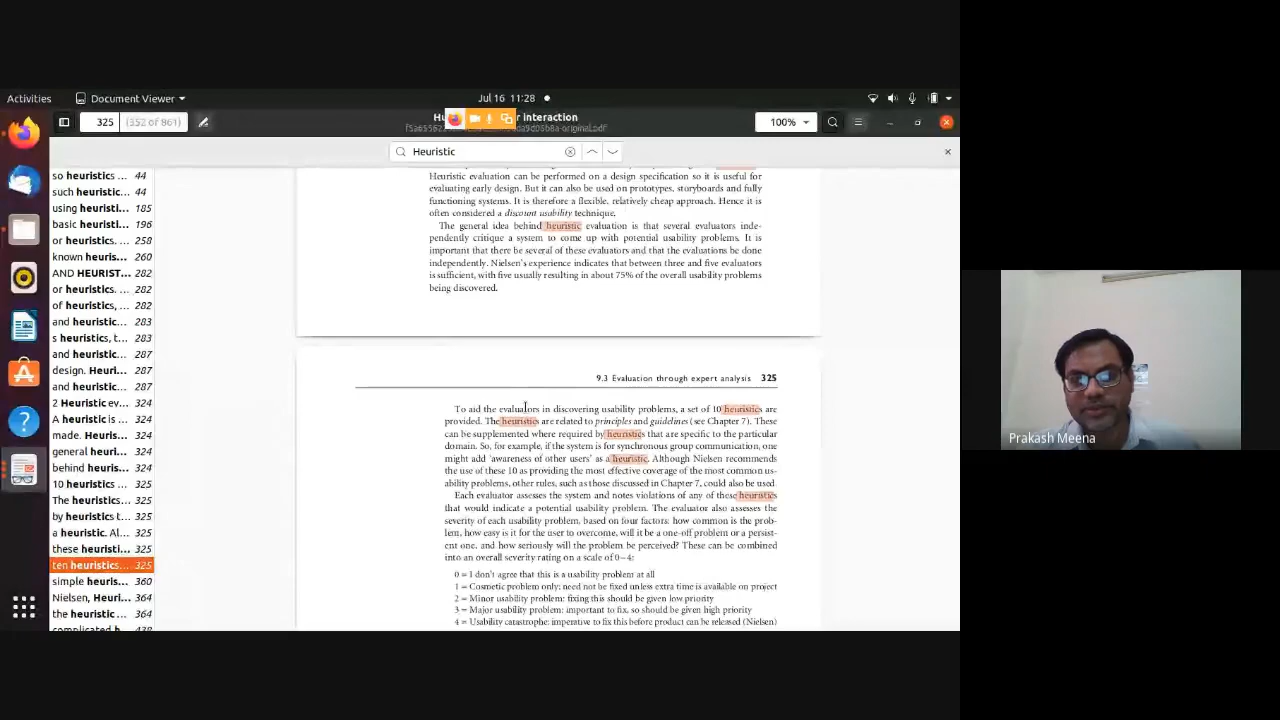 Activities
Document Viewer
Jul 16 11:28
325
(352 of 861)
r interaction
100%
Heuristic
so heuristics ... 44
such heuristic... 44
using heuristi... 185
basic heuristi... 196
or heuristics. ... 258
known heuris... 260
AND HEURIST... 282
or heuristics. ... 282
of heuristics, ... 282
and heuristic... 283
s heuristics, t... 283
and heuristic... 287
design. Heuri... 287
and heuristic... 287
2 Heuristic ev... 324
A heuristic is ... 324
made. Heuris... 324
general heuri... 324
behind heuris... 324
10 heuristics ... 325
The heuristic... 325
by heuristics t... 325
a heuristic. Al... 325
these heuristi... 325
ten heuristics... 325
simple heuris... 360
Nielsen, Heuri... 364
the heuristic ... 364
Heuristic evaluation can be performed on a design specification so it is useful for
evaluating early design. But it can also be used on prototypes, storyboards and fully
functioning systems. It is therefore a flexible, relatively cheap approach. Hence it is
often considered a discount usability technique.
The general idea behind heuristic evaluation is that several evaluators inde-
pendently critique a system to come up with potential usability problems. It is
important that there be several of these evaluators and that the evaluations be done
independently. Nielsen's experience indicates that between three and five evaluators
is sufficient, with five usually resulting in about 75% of the overall usability problems
being discovered.
9.3 Evaluation through expert analysis 325
To aid the evaluators in discovering usability problems, a set of 10 heuristics are
provided. The heuristics are related to principles and guidelines (see Chapter 7). These
can be supplemented where required by heuristics that are specific to the particular
domain. So, for example, if the system is for synchronous group communication, one
might add 'awareness of other users' as a heuristic. Although Nielsen recommends
the use of these 10 as providing the most effective coverage of the most common us-
ability problems, other rules, such as those discussed in Chapter 7, could also be used.
Each evaluator assesses the system and notes violations of any of these heuristics
that would indicate a potential usability problem. The evaluator also assesses the
severity of each usability problem, based on four factors: how common is the prob-
lem, how easy is it for the user to overcome, will it be a one-off problem or a persist-
ent one, and how seriously will the problem be perceived? These can be combined
into an overall severity rating on a scale of 0–4:
0 = I don't agree that this is a usability problem at all
1 = Cosmetic problem only: need not be fixed unless extra time is available on project
2 = Minor usability problem: fixing this should be given low priority
3 = Major usability problem: important to fix, so should be given high priority
4 = Usability catastrophe: imperative to fix this before product can be released (Nielsen)
Prakash Meena